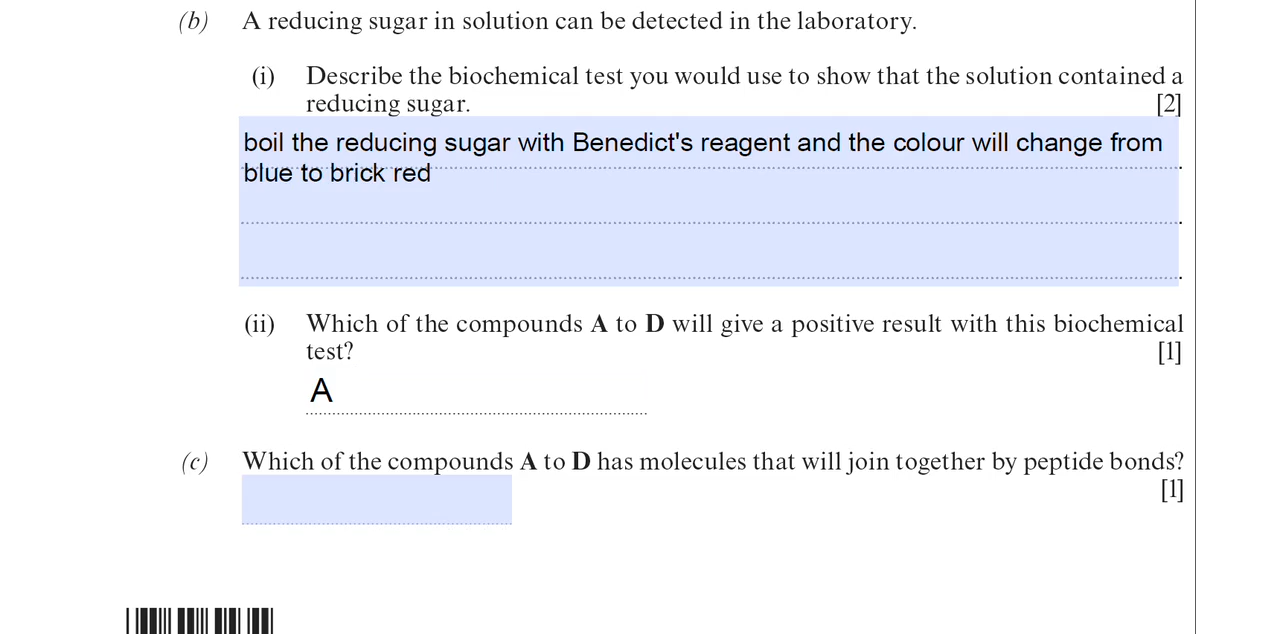 (b) A reducing sugar in solution can be detected in the laboratory.
(i) Describe the biochemical test you would use to show that the solution contained a
reducing sugar. [2]
boil the reducing sugar with Benedict's reagent and the colour will change from
blue to brick red
(ii) Which of the compounds A to D will give a positive result with this biochemical
test? [1]
A
(c) Which of the compounds A to D has molecules that will join together by peptide bonds?
[1]